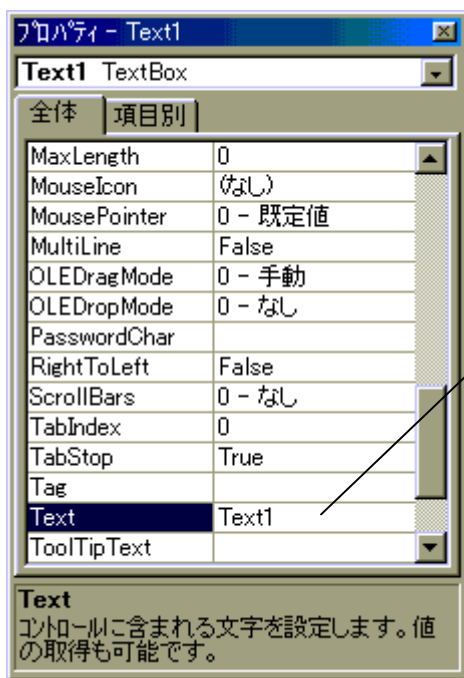 ﾌﾟﾛﾊﾟﾃｨ - Text1
Text1 TextBox
全体 項目別
MaxLength 0
MouseIcon (なし)
MousePointer 0 - 既定値
MultiLine False
OLEDragMode 0 - 手動
OLEDropMode 0 - なし
PasswordChar
RightToLeft False
ScrollBars 0 - なし
TabIndex 0
TabStop True
Tag
Text Text1
ToolTipText
Text
ｺﾝﾄﾛｰﾙに含まれる文字を設定します。値
の取得も可能です。